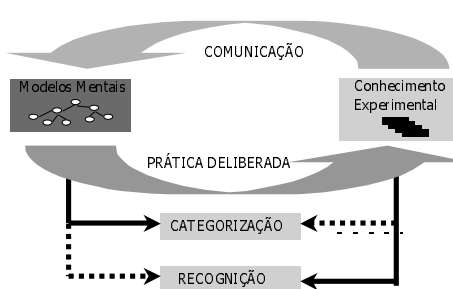 COMUNICAÇÃO
Modelos Mentais
Conhecimento
Experimental
PRÁTICA DELIBERADA
CATEGORIZAÇÃO
RECOGNIÇÃO